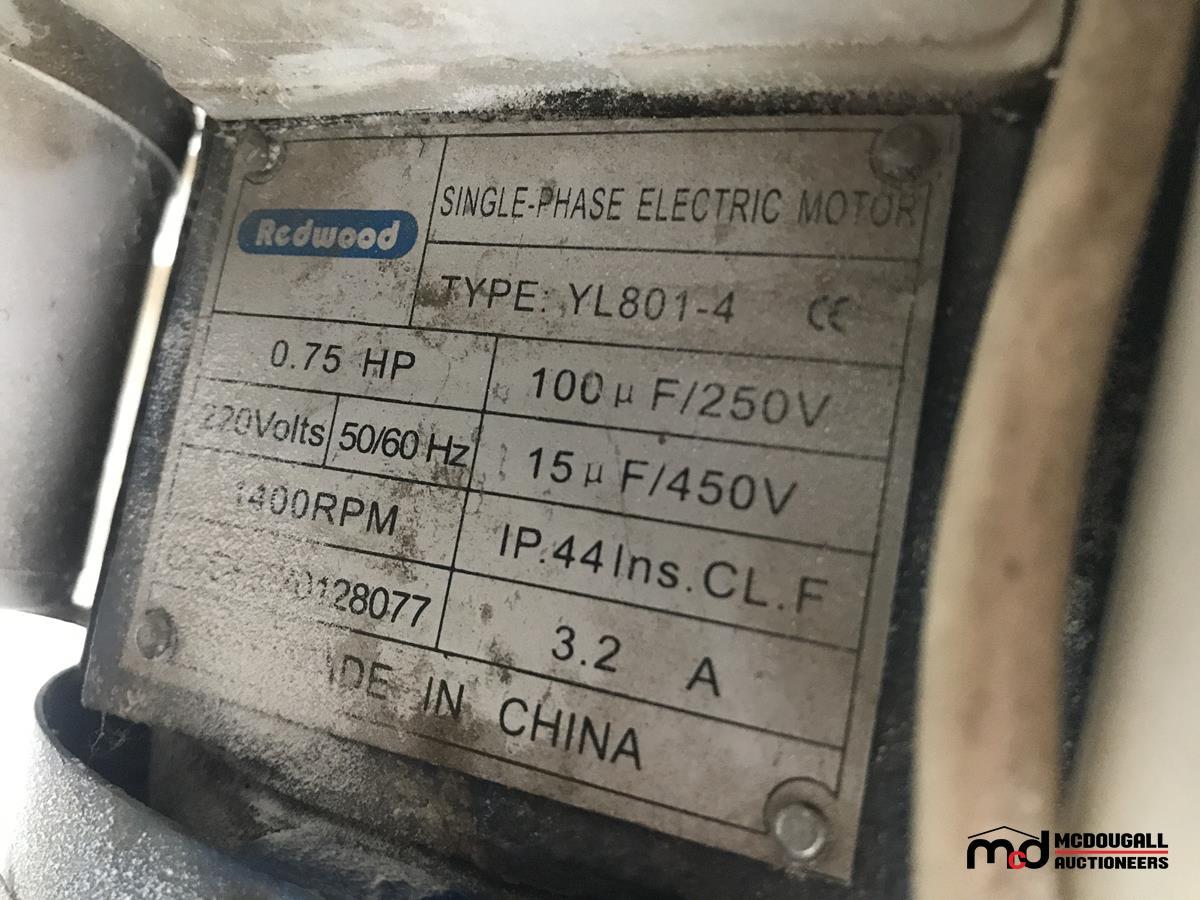 Redwood
SINGLE-PHASE ELECTRIC MOTOR
TYPE: YL801-4 CE
0.75 HP
100μF/250V
220Volts
50/60 Hz
15μF/450V
1400RPM
IP.44 Ins.CL.F
3.2 A
IN CHINA
mcd MCDOUGALL
AUCTIONEERS